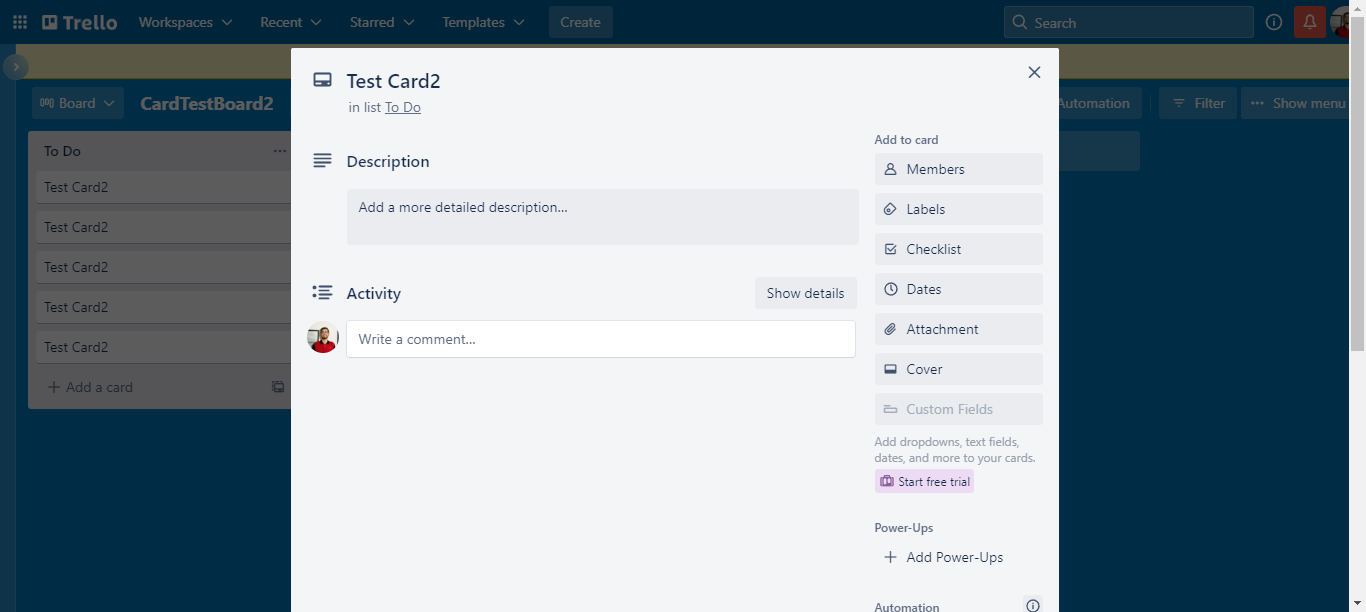 Trello Workspaces Recent Starred Templates Create Search
Board CardTestBoard2 Automation Filter Show menu
To Do
Test Card2
Test Card2
Test Card2
Test Card2
Test Card2
Add a card
Test Card2
in list To Do
Description
Add a more detailed description...
Activity Show details
Write a comment...
Add to card
Members
Labels
Checklist
Dates
Attachment
Cover
Custom Fields
Add dropdowns, text fields,
dates, and more to your cards.
Start free trial
Power-Ups
Add Power-Ups
Automation